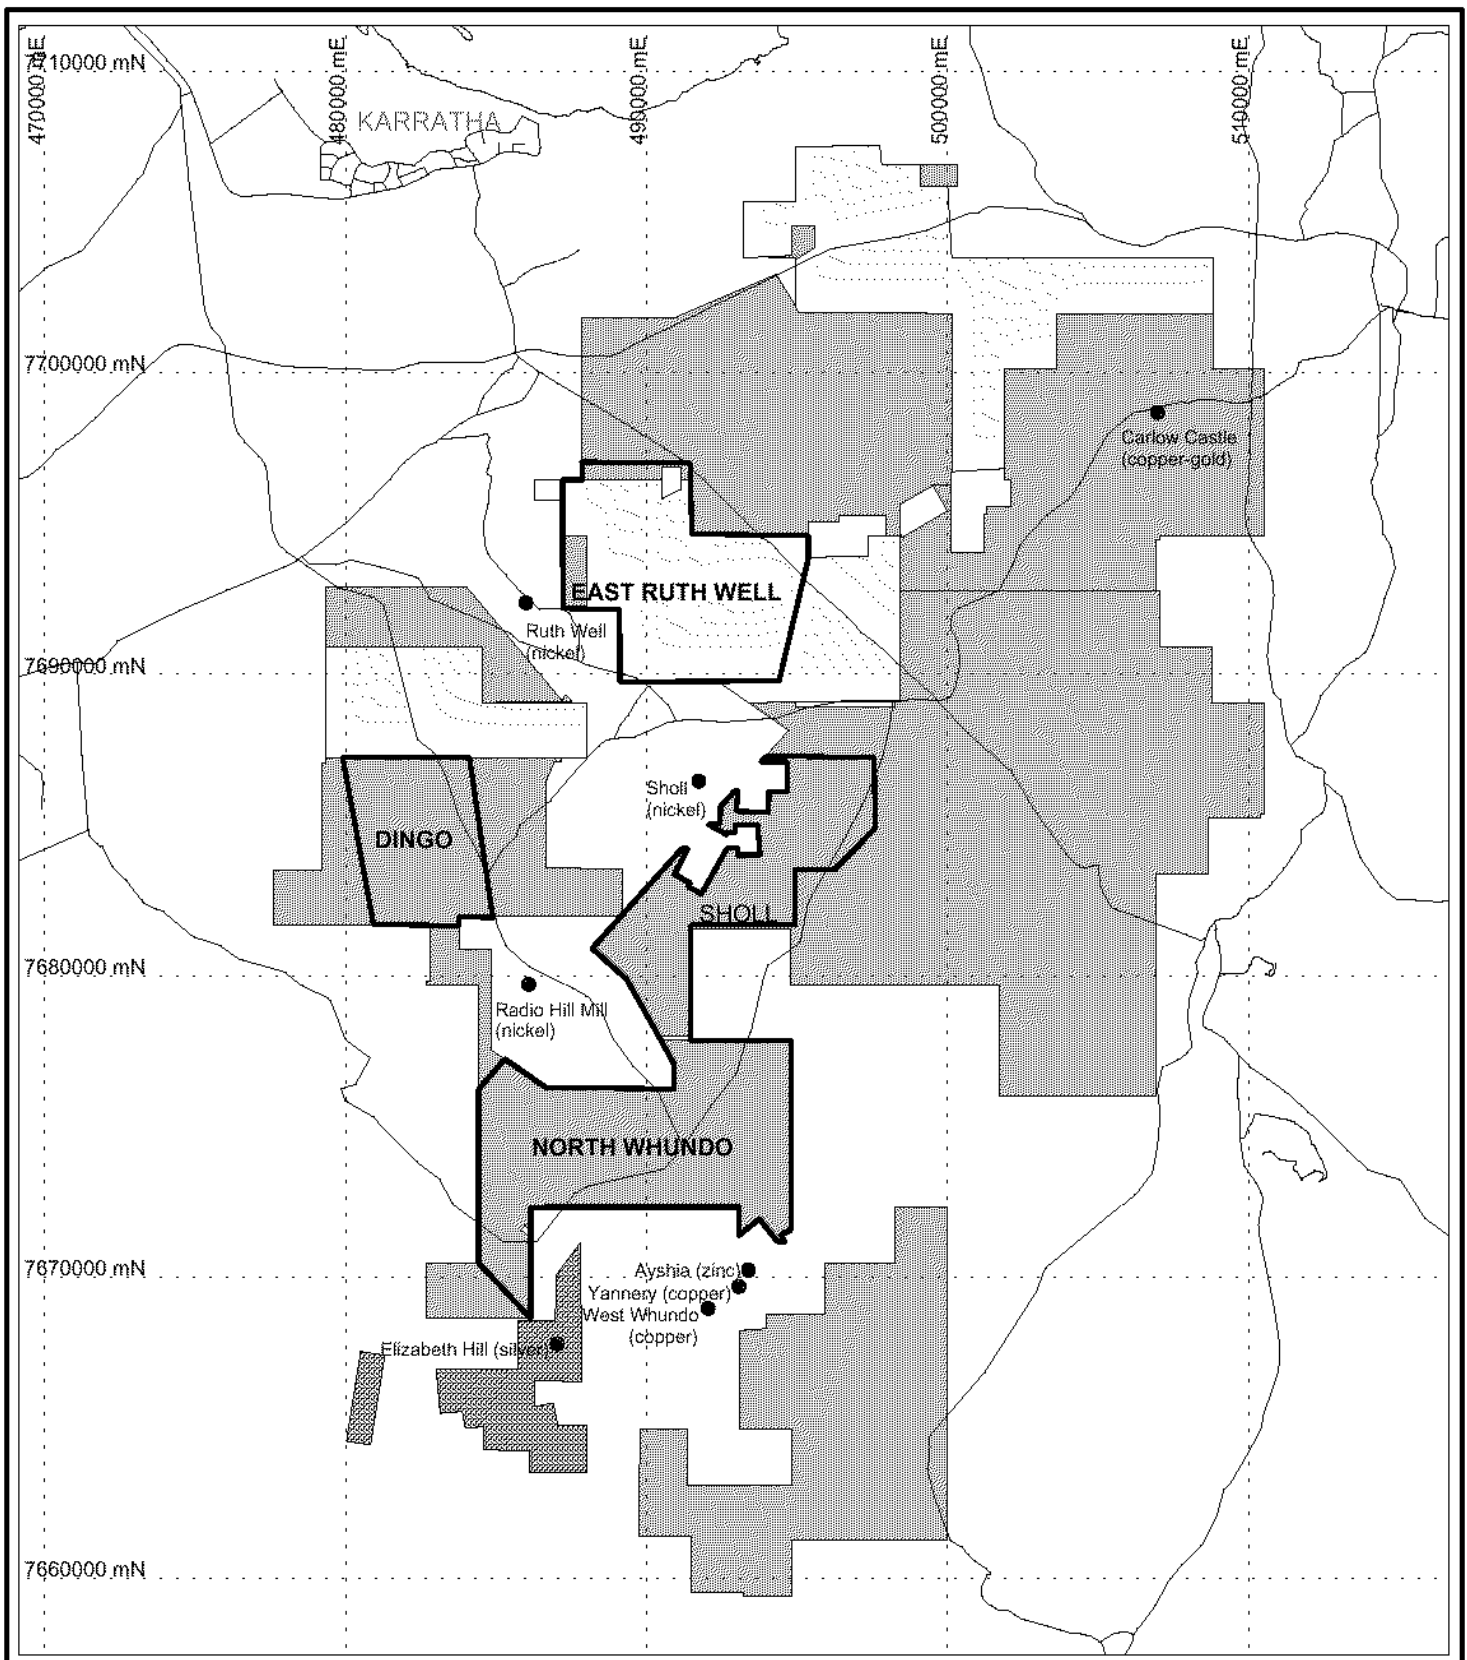 470000 mE
480000 mE
490000 mE
500000 mE
510000 mE
7710000 mN
KARRATHA
7700000 mN
Carlow Castle
(copper-gold)
EAST RUTH WELL
Ruth Well
(nickel)
7690000 mN
Sholl
(nickel)
DINGO
SHOLL
7680000 mN
Radio Hill Mill
(nickel)
NORTH WHUNDO
7670000 mN
Ayshia (zinc)
Yannery (copper)
West Whundo
(copper)
Elizabeth Hill (silver)
7660000 mN